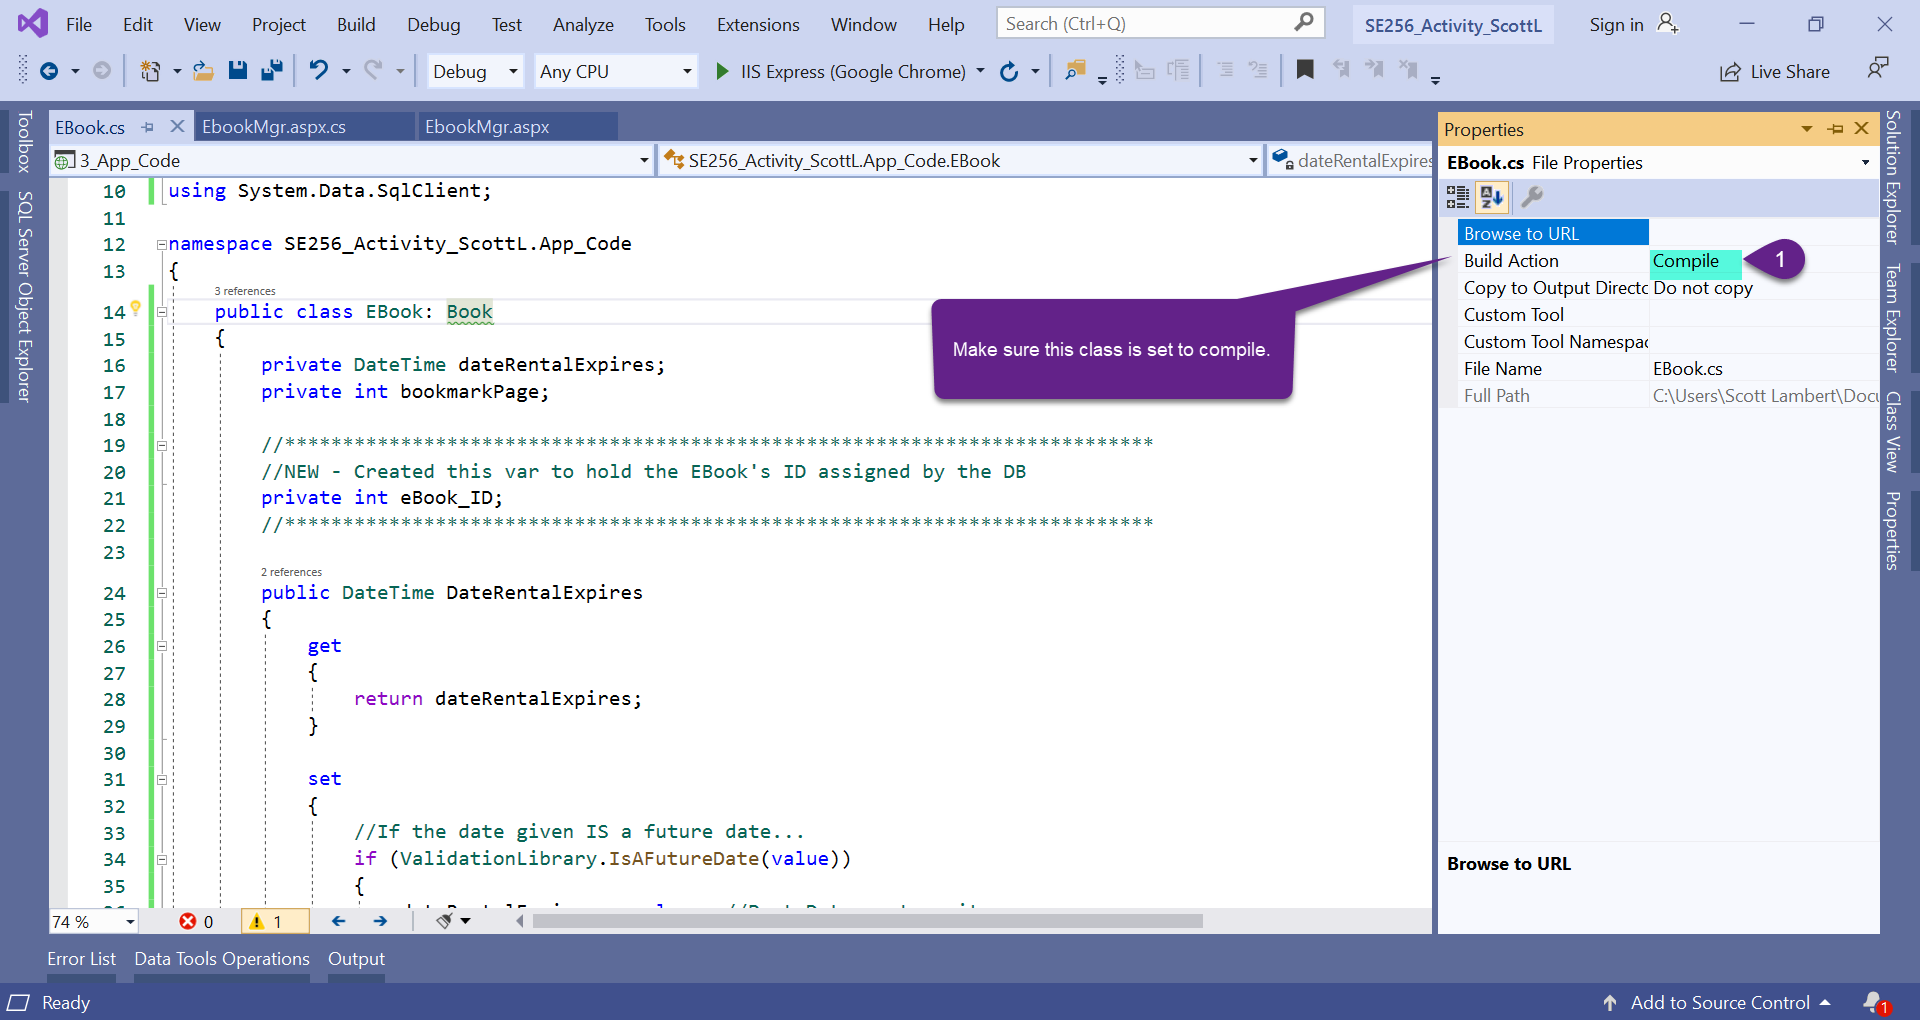 File Edit View Project Build Debug Test Analyze Tools Extensions Window Help Search (Ctrl+Q) SE256_Activity_ScottL Sign in
Debug Any CPU IIS Express (Google Chrome) Live Share
Toolbox
SQL Server Object Explorer
EBook.cs EbookMgr.aspx.cs EbookMgr.aspx
3_App_Code SE256_Activity_ScottL.App_Code.EBook dateRentalExpires
10 using System.Data.SqlClient;
11
12 namespace SE256_Activity_ScottL.App_Code
13 {
3 references
14 public class EBook: Book
15 {
16 private DateTime dateRentalExpires;
17 private int bookmarkPage;
18
19 //***************************************************************************
20 //NEW - Created this var to hold the EBook's ID assigned by the DB
21 private int eBook_ID;
22 //***************************************************************************
23
2 references
24 public DateTime DateRentalExpires
25 {
26 get
27 {
28 return dateRentalExpires;
29 }
30
31 set
32 {
33 //If the date given IS a future date...
34 if (ValidationLibrary.IsAFutureDate(value))
35 {
Make sure this class is set to compile.
1
Properties
EBook.cs File Properties
Browse to URL
Build Action Compile
Copy to Output Directo Do not copy
Custom Tool
Custom Tool Namespac
File Name EBook.cs
Full Path C:\Users\Scott Lambert\Docu
Browse to URL
Solution Explorer
Team Explorer
Class View
Properties
74 % 0 1
Error List Data Tools Operations Output
Ready Add to Source Control 1